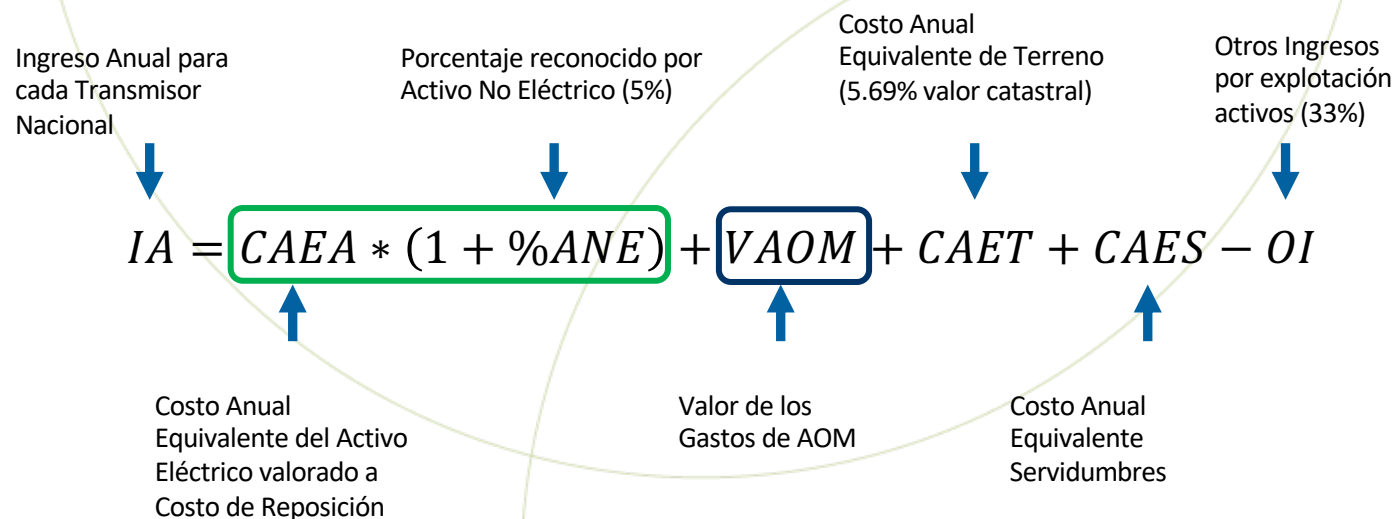 Ingreso Anual para
cada Transmisor
Nacional
Porcentaje reconocido por
Activo No Eléctrico (5%)
Costo Anual
Equivalente de Terreno
(5.69% valor catastral)
Otros Ingresos
por explotación
activos (33%)
IA = CAEA * (1 + %ANE) + VAOM + CAET + CAES − OI
Costo Anual
Equivalente del Activo
Eléctrico valorado a
Costo de Reposición
Valor de los
Gastos de AOM
Costo Anual
Equivalente
Servidumbres